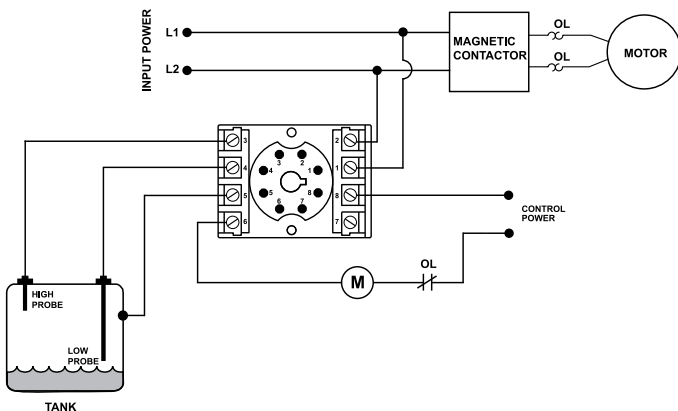 INPUT POWER
L1
L2
MAGNETIC
CONTACTOR
OL
OL
MOTOR
3
4
5
6
2
1
8
7
3
2
4
1
5
8
6
7
CONTROL
POWER
M
OL
HIGH
PROBE
LOW
PROBE
TANK